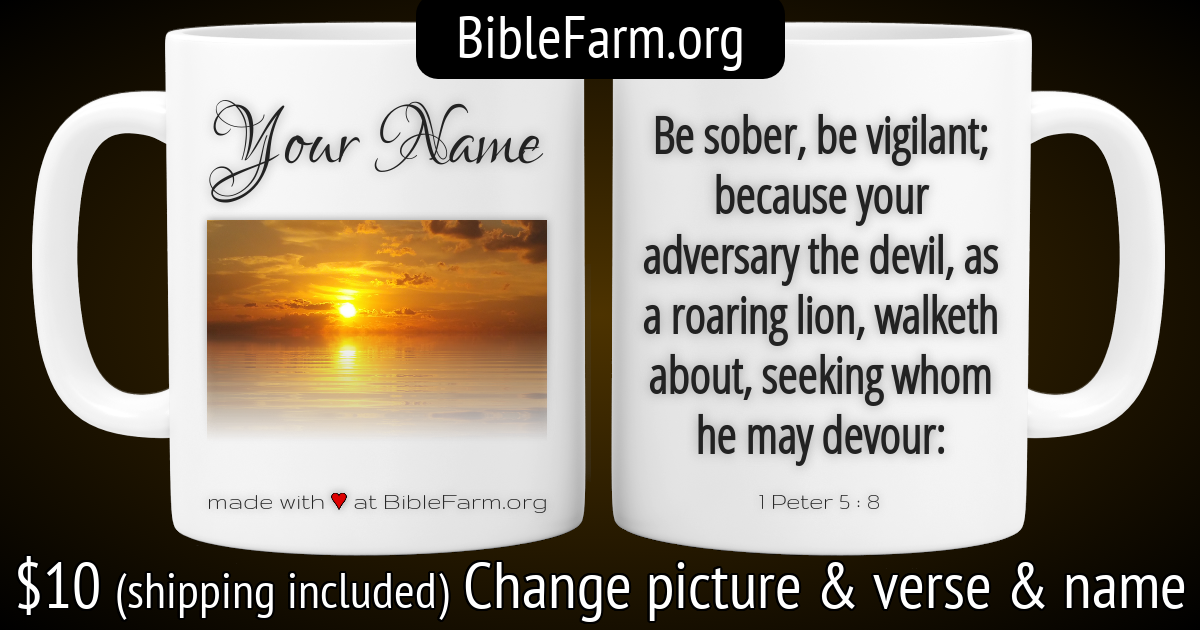 BibleFarm.org
Your Name
made with ♥ at BibleFarm.org
Be sober, be vigilant;
because your
adversary the devil, as
a roaring lion, walketh
about, seeking whom
he may devour:
1 Peter 5 : 8
$10 (shipping included) Change picture & verse & name